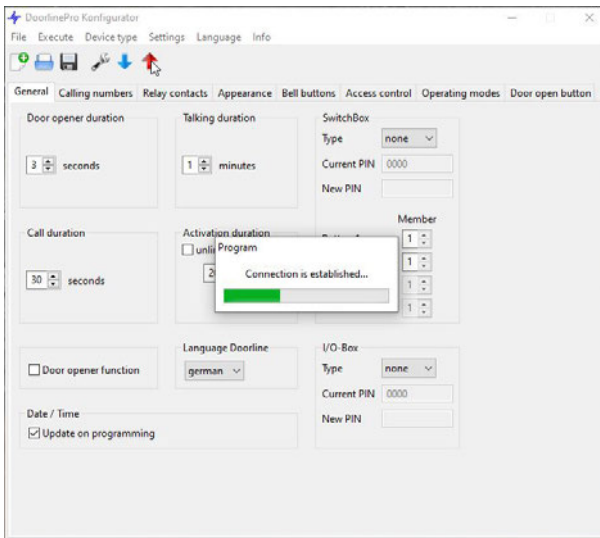 DoorlinePro Konfigurator
File Execute Device type Settings Language Info
General Calling numbers Relay contacts Appearance Bell buttons Access control Operating modes Door open button
Door opener duration
3 seconds
Talking duration
1 minutes
SwitchBox
Type none
Current PIN 0000
New PIN
Member
1
1
1
1
Call duration
30 seconds
Activation duration
Program
Connection is established...
Door opener function
Language Doorline
german
I/O-Box
Type none
Current PIN 0000
New PIN
Date / Time
Update on programming